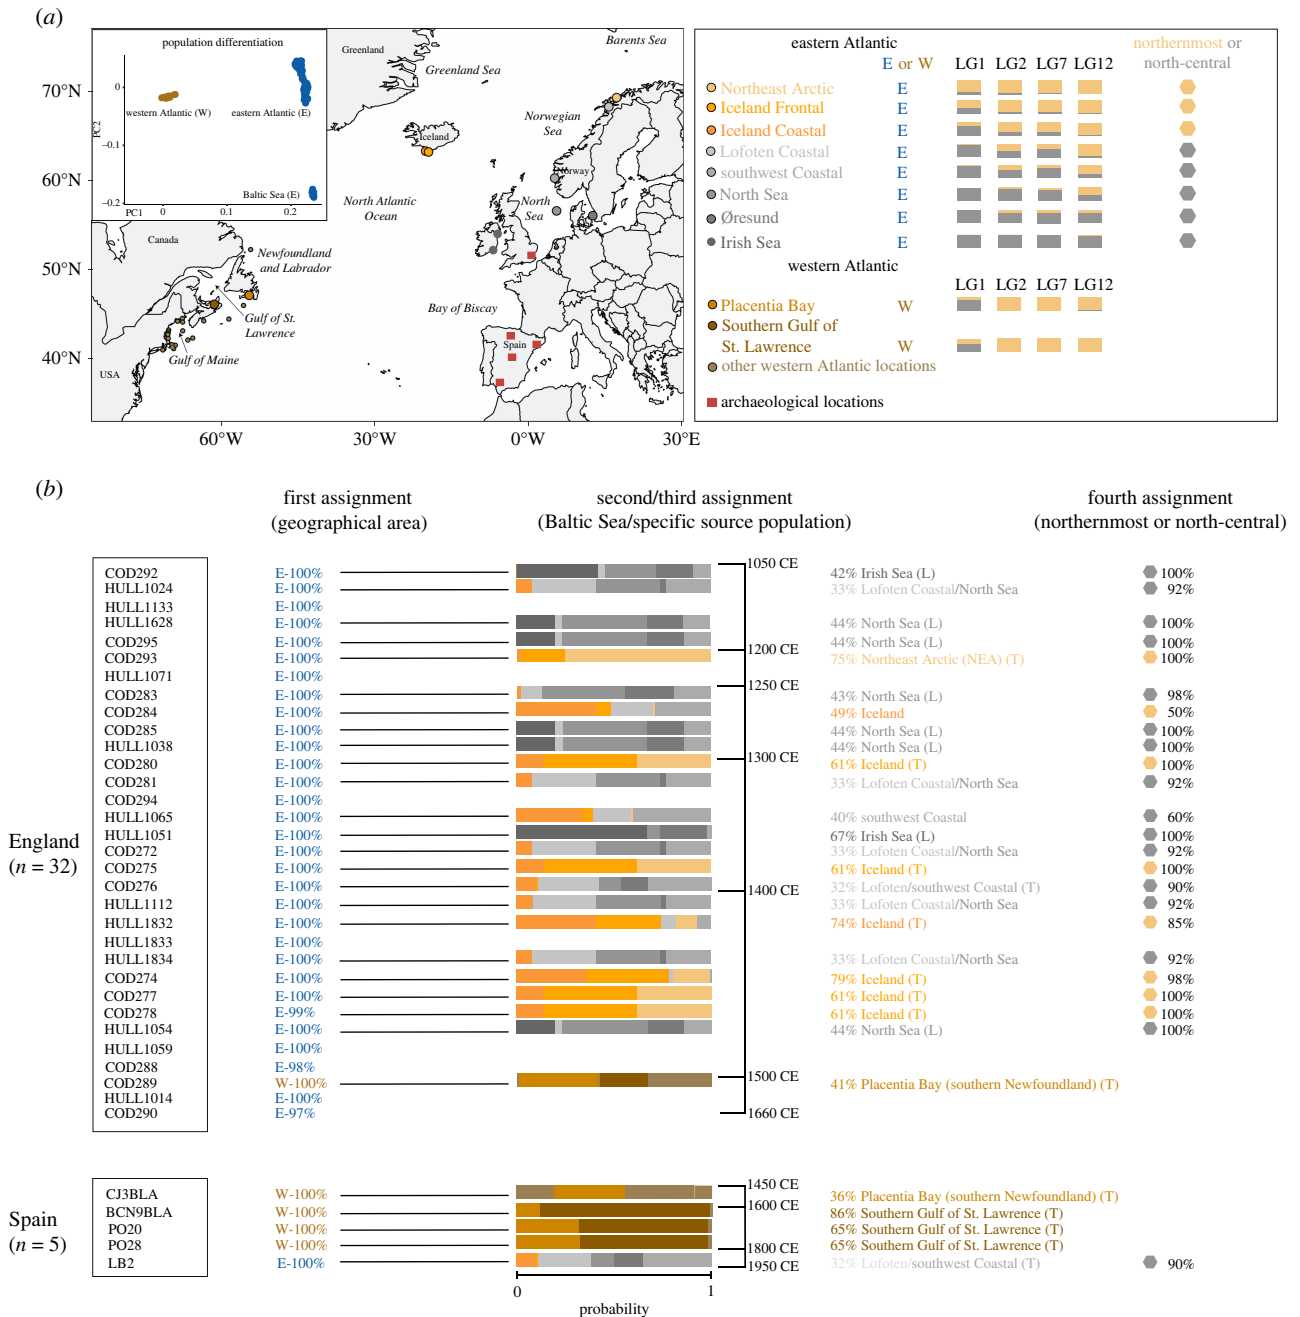 (a)
population differentiation
0
western Atlantic (W)
eastern Atlantic (E)
PC2
−0.1
Baltic Sea (E)
−0.2
PC1
0
0.1
0.2
Greenland
Greenland Sea
Barents Sea
Norwegian
Sea
Iceland
Norway
North
Sea
North Atlantic
Ocean
Canada
Newfoundland
and Labrador
Gulf of St.
Lawrence
Gulf of Maine
USA
Bay of Biscay
Spain
70°N
60°N
50°N
40°N
60°W
30°W
0°W
30°E
eastern Atlantic
northernmost or
north-central
E or W LG1 LG2 LG7 LG12
Northeast Arctic E
Iceland Frontal E
Iceland Coastal E
Lofoten Coastal E
southwest Coastal E
North Sea E
Øresund E
Irish Sea E
western Atlantic
LG1 LG2 LG7 LG12
Placentia Bay W
Southern Gulf of
St. Lawrence W
other western Atlantic locations
archaeological locations
(b)
first assignment
(geographical area)
second/third assignment
(Baltic Sea/specific source population)
fourth assignment
(northernmost or north-central)
England
(n = 32)
1050 CE
COD292 E-100% 42% Irish Sea (L) 100%
HULL1024 E-100% 33% Lofoten Coastal/North Sea 92%
HULL1133 E-100%
HULL1628 E-100% 44% North Sea (L) 100%
COD295 E-100% 44% North Sea (L) 100%
1200 CE
COD293 E-100% 75% Northeast Arctic (NEA) (T) 100%
HULL1071 E-100%
1250 CE
COD283 E-100% 43% North Sea (L) 98%
COD284 E-100% 49% Iceland 50%
COD285 E-100% 44% North Sea (L) 100%
HULL1038 E-100% 44% North Sea (L) 100%
1300 CE
COD280 E-100% 61% Iceland (T) 100%
COD281 E-100% 33% Lofoten Coastal/North Sea 92%
COD294 E-100%
HULL1065 E-100% 40% southwest Coastal 60%
HULL1051 E-100% 67% Irish Sea (L) 100%
COD272 E-100% 33% Lofoten Coastal/North Sea 92%
COD275 E-100% 61% Iceland (T) 100%
COD276 E-100% 32% Lofoten/southwest Coastal (T) 90%
1400 CE
HULL1112 E-100% 33% Lofoten Coastal/North Sea 92%
HULL1832 E-100% 74% Iceland (T) 85%
HULL1833 E-100%
HULL1834 E-100% 33% Lofoten Coastal/North Sea 92%
COD274 E-100% 79% Iceland (T) 98%
COD277 E-100% 61% Iceland (T) 100%
COD278 E-99% 61% Iceland (T) 100%
HULL1054 E-100% 44% North Sea (L) 100%
HULL1059 E-100%
COD288 E-98%
1500 CE
COD289 W-100% 41% Placentia Bay (southern Newfoundland) (T)
HULL1014 E-100%
COD290 E-97% 1660 CE
Spain
(n = 5)
1450 CE
CJ3BLA W-100% 36% Placentia Bay (southern Newfoundland) (T)
1600 CE
BCN9BLA W-100% 86% Southern Gulf of St. Lawrence (T)
PO20 W-100% 65% Southern Gulf of St. Lawrence (T)
PO28 W-100% 65% Southern Gulf of St. Lawrence (T)
1800 CE
LB2 E-100% 32% Lofoten/southwest Coastal (T) 90%
1950 CE
0
1
probability